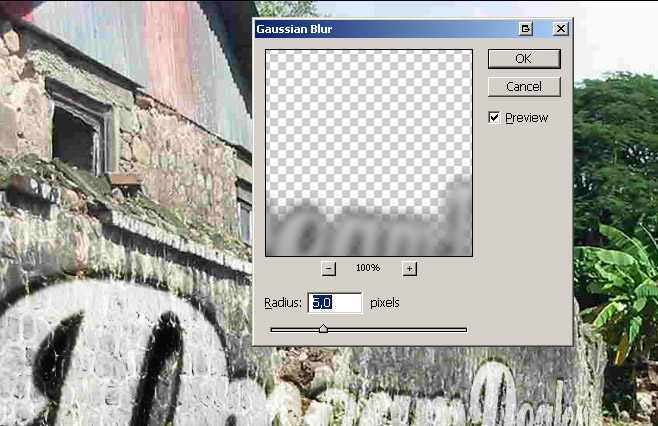 Gaussian Blur
OK
Cancel
Preview
100%
Radius: 5.0 pixels